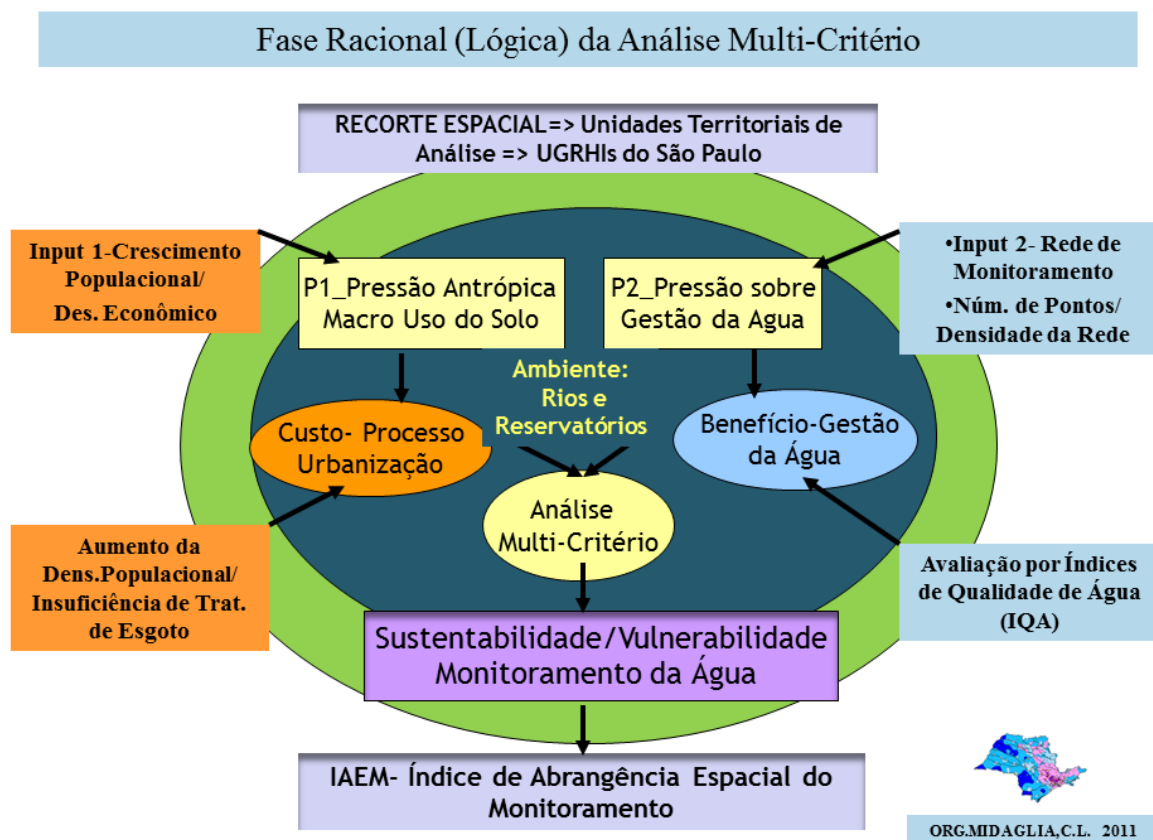 Fase Racional (Lógica) da Análise Multi-Critério
RECORTE ESPACIAL=> Unidades Territoriais de
Análise => UGRHIs do São Paulo
Input 1-Crescimento
Populacional/
Des. Econômico
P1_Pressão Antrópica
Macro Uso do Solo
P2_Pressão sobre
Gestão da Agua
•Input 2- Rede de
Monitoramento
•Núm. de Pontos/
Densidade da Rede
Ambiente:
Rios e
Reservatórios
Custo- Processo
Urbanização
Benefício-Gestão
da Água
Análise
Multi-Critério
Aumento da
Dens.Populacional/
Insuficiência de Trat.
de Esgoto
Avaliação por Índices
de Qualidade de Água
(IQA)
Sustentabilidade/Vulnerabilidade
Monitoramento da Água
IAEM- Índice de Abrangência Espacial do
Monitoramento
ORG.MIDAGLIA,C.L. 2011